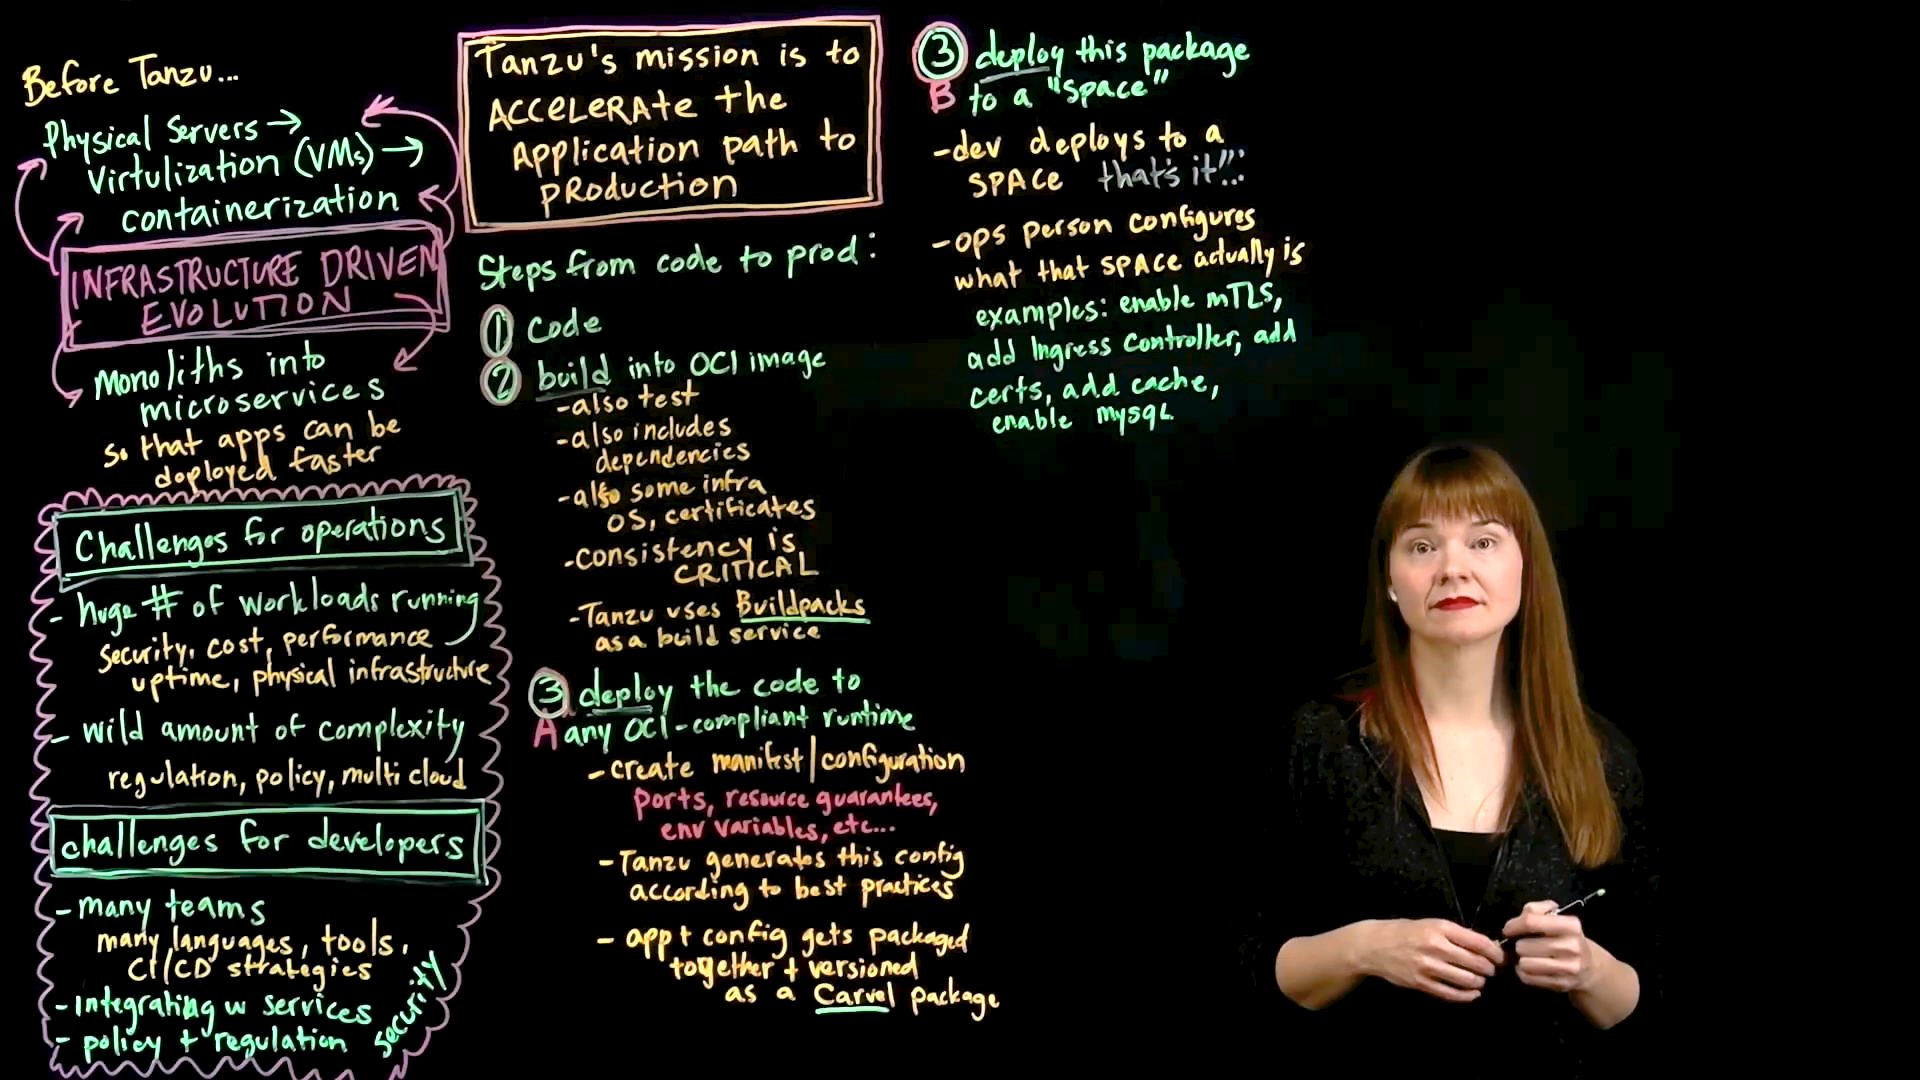 Before Tanzu...
Physical Servers →
Virtulization (VMs) →
containerization
INFRASTRUCTURE DRIVEN
EVOLUTION
Monoliths into
microservices
so that apps can be
doployed faster
Challenges for operations
- huge # of workloads running
security, cost, performance
uptime, physical infrastructure
- wild amount of complexity
regulation, policy, multi cloud
challenges for developers
- many teams
many languages, tools,
CI/CD strategies
- integrating w services
- policy + regulation
security
Tanzu's mission is to
ACCELERATE the
Application path to
PRODUCTION
Steps from code to prod:
1 Code
2 build into OCI image
- also test
- also includes
dependencies
- also some infra
OS, certificates
- consistency is
CRITICAL
- Tanzu uses Buildpacks
as a build service
3 deploy the code to
A any OCI-compliant runtime
- create manifest/configuration
ports, resource guarantees,
env variables, etc...
- Tanzu generates this config
according to best practices
- app + config gets packaged
together + versioned
as a Carvel package
3 deploy this package
B to a "space"
- dev deploys to a
SPACE that's it!!
- ops person configures
what that SPACE actually is
examples: enable mTLS,
add Ingress Controller, add
certs, add cache,
enable mysql